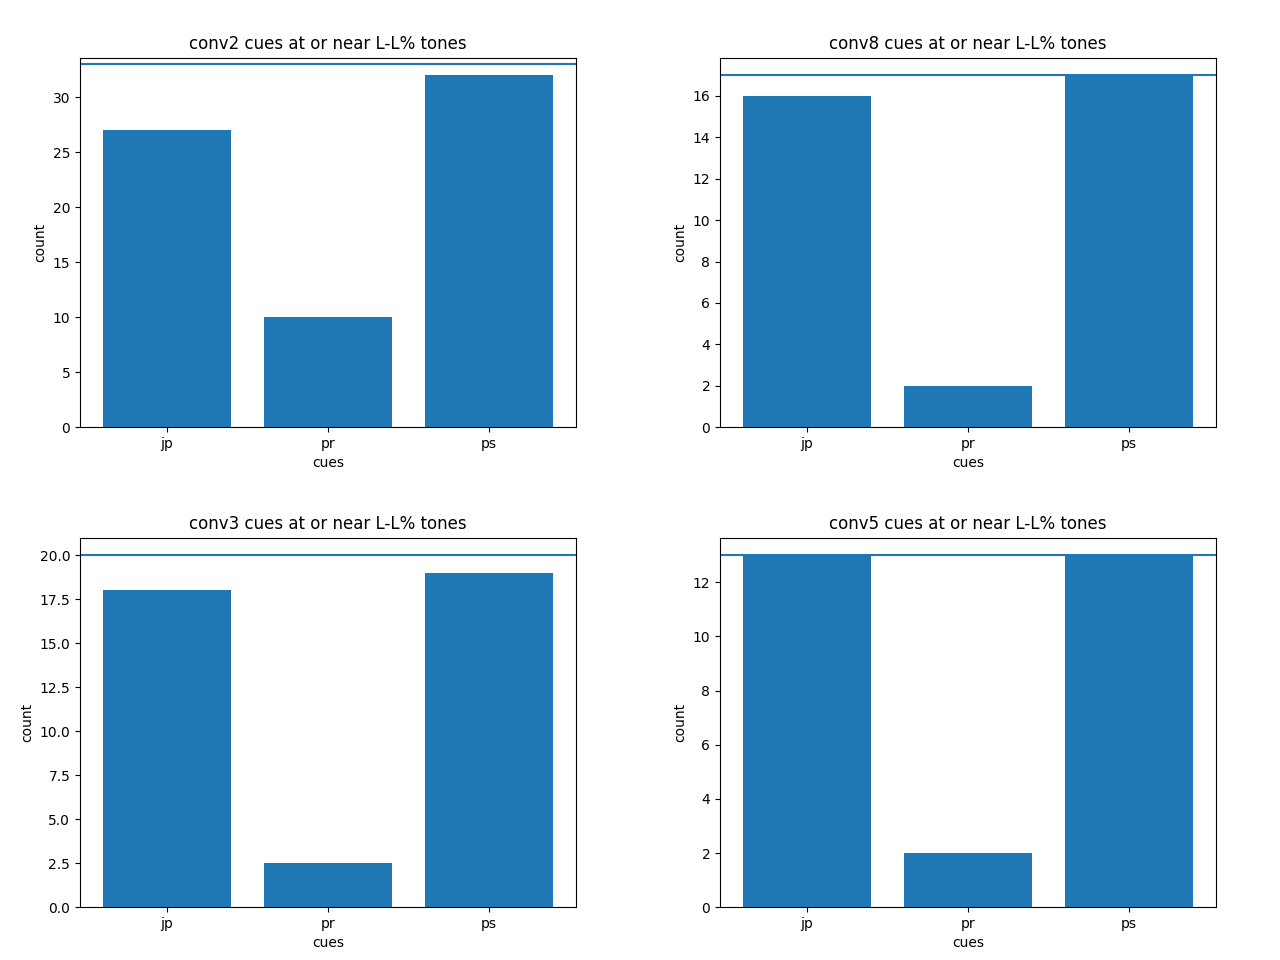 conv2 cues at or near L-L% tones
30
25
20
15
10
5
0
count
jp pr ps
cues
conv8 cues at or near L-L% tones
16
14
12
10
8
6
4
2
0
count
jp pr ps
cues
conv3 cues at or near L-L% tones
20.0
17.5
15.0
12.5
10.0
7.5
5.0
2.5
0.0
count
jp pr ps
cues
conv5 cues at or near L-L% tones
12
10
8
6
4
2
0
count
jp pr ps
cues